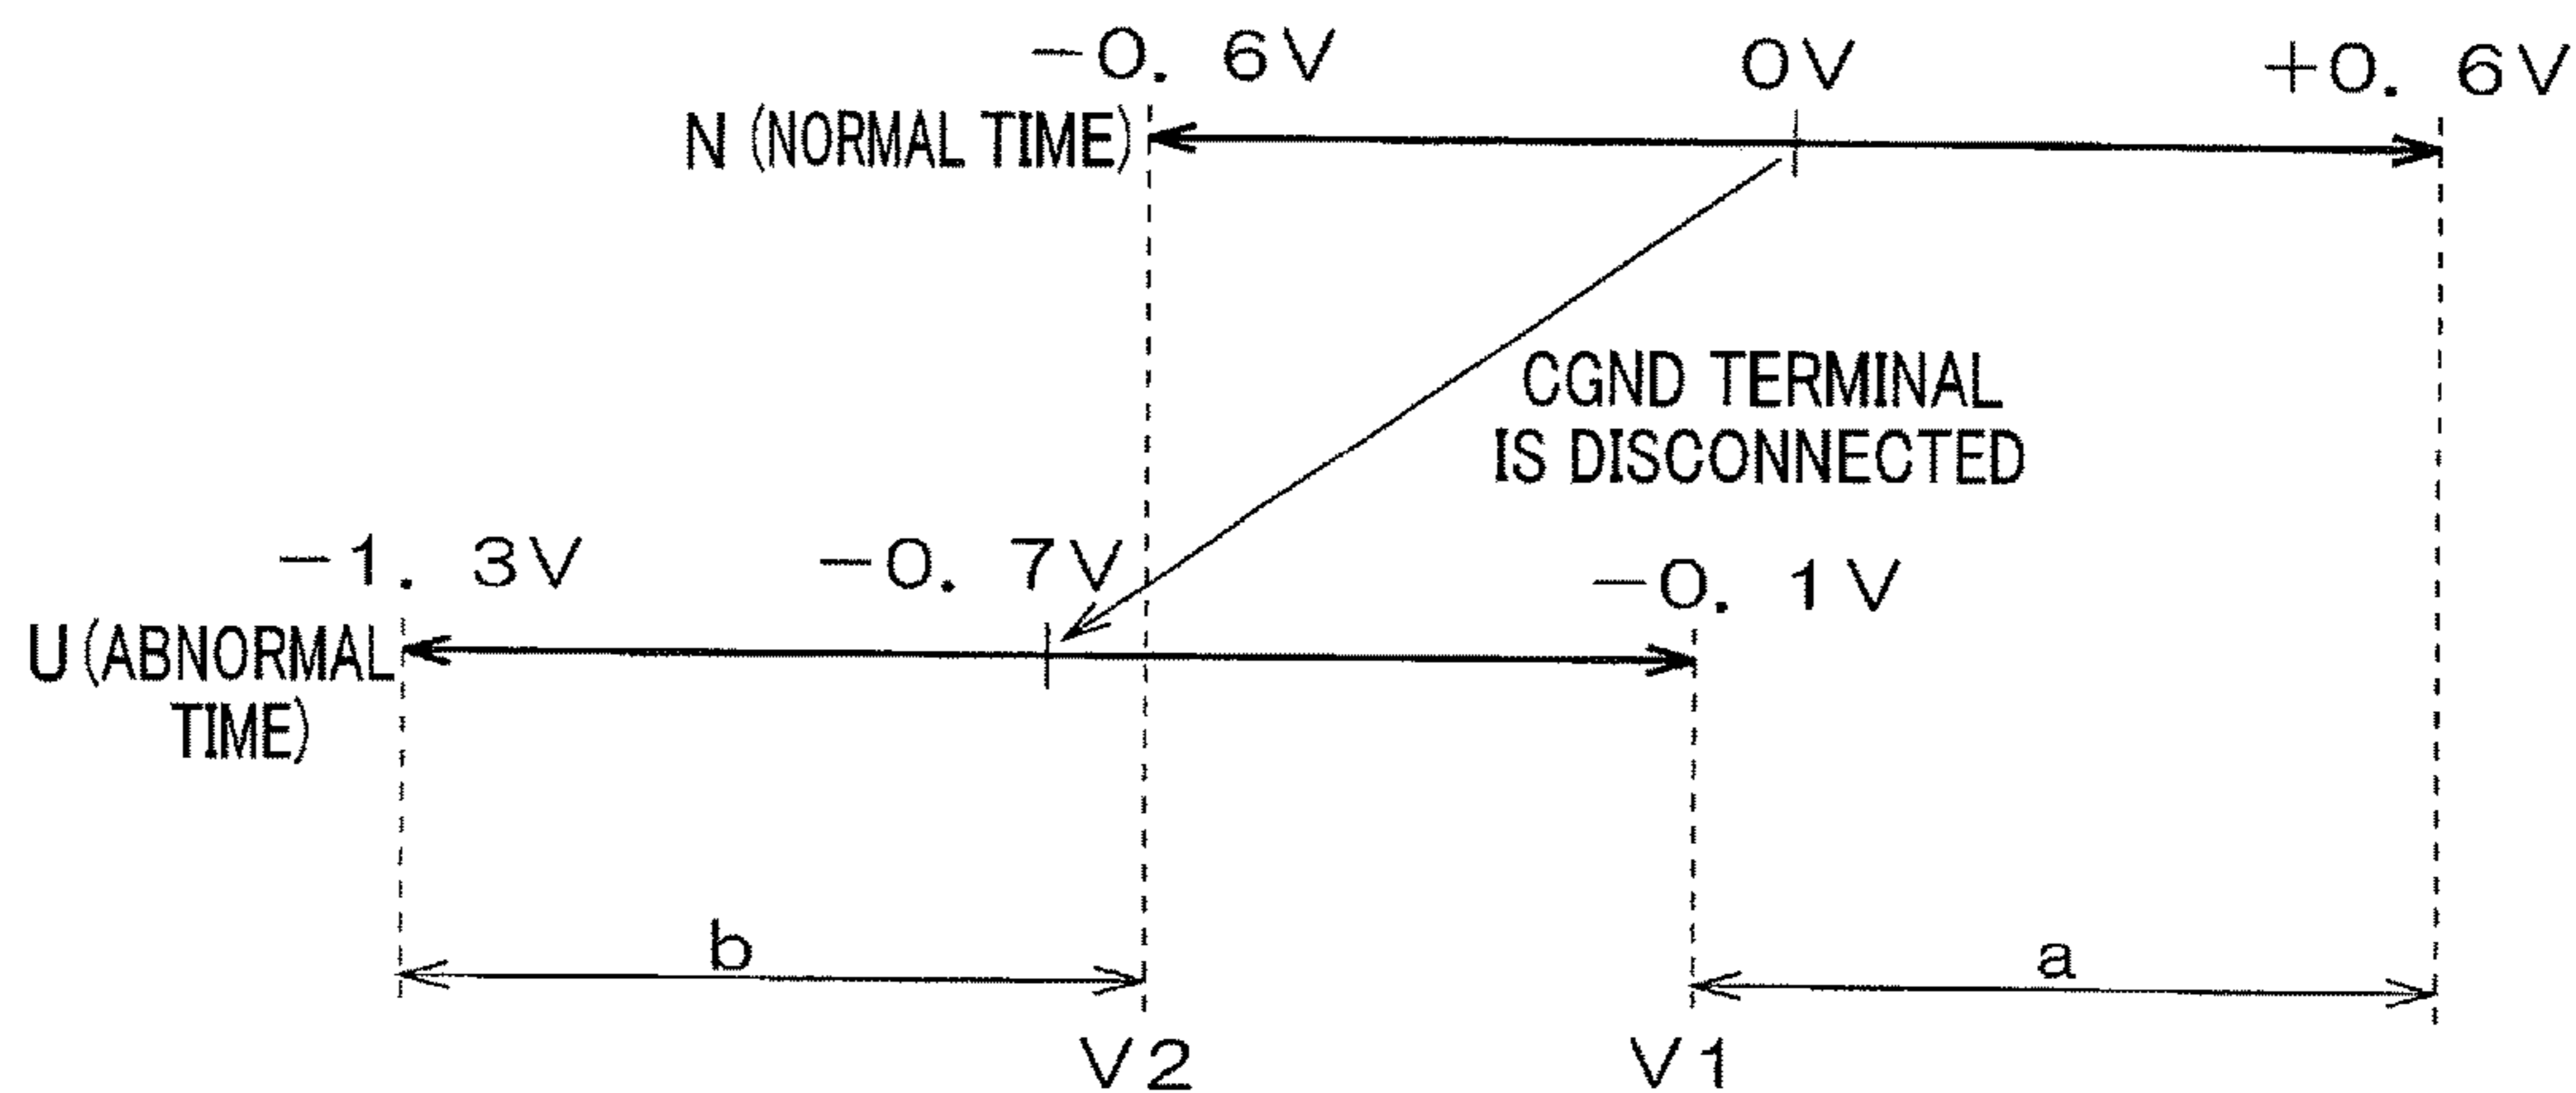 -0. 6V
0V
+0. 6V
N (NORMAL TIME)
CGND TERMINAL
IS DISCONNECTED
-1. 3V
-0. 7V
-0. 1V
U (ABNORMAL
TIME)
b
a
V2
V1